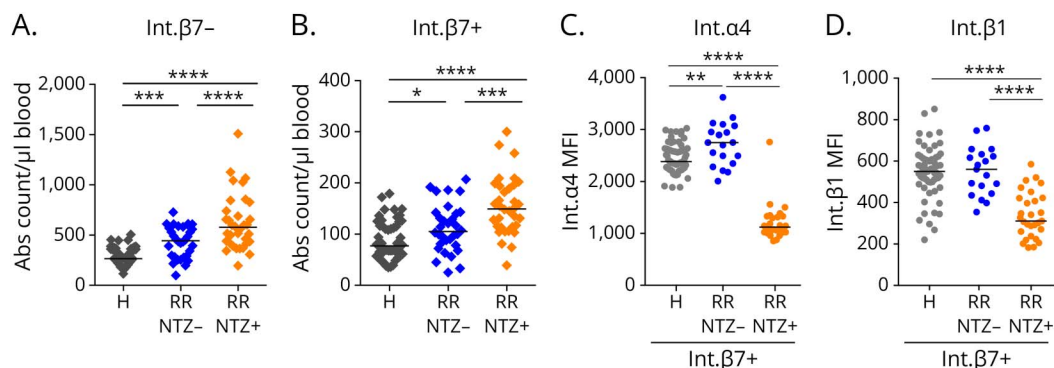 A.
Int.β7–
Abs count/µl blood
2,000
1,500
1,000
500
0
****
*** ****
H RR RR
NTZ– NTZ+
B.
Int.β7+
Abs count/µl blood
400
300
200
100
0
****
* ***
H RR RR
NTZ– NTZ+
C.
Int.α4
Int.α4 MFI
4,000
3,000
2,000
1,000
0
****
** ****
H RR RR
NTZ– NTZ+
Int.β7+
D.
Int.β1
Int.β1 MFI
1,000
800
600
400
200
0
****
****
H RR RR
NTZ– NTZ+
Int.β7+